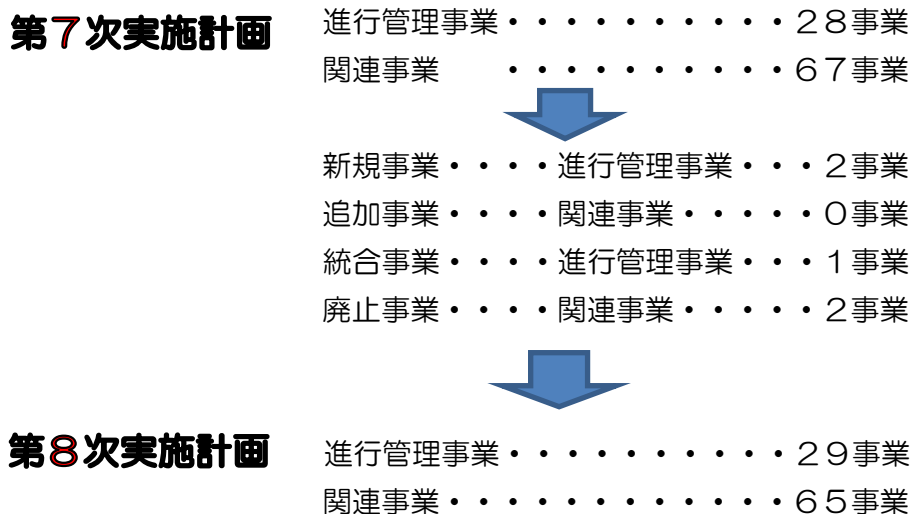 第７次実施計画
進行管理事業・・・・・・・・・・２８事業
関連事業　・・・・・・・・・・６７事業
新規事業・・・・進行管理事業・・・２事業
追加事業・・・・関連事業・・・・・０事業
統合事業・・・・進行管理事業・・・１事業
廃止事業・・・・関連事業・・・・・２事業
第８次実施計画
進行管理事業・・・・・・・・・・２９事業
関連事業・・・・・・・・・・・・６５事業